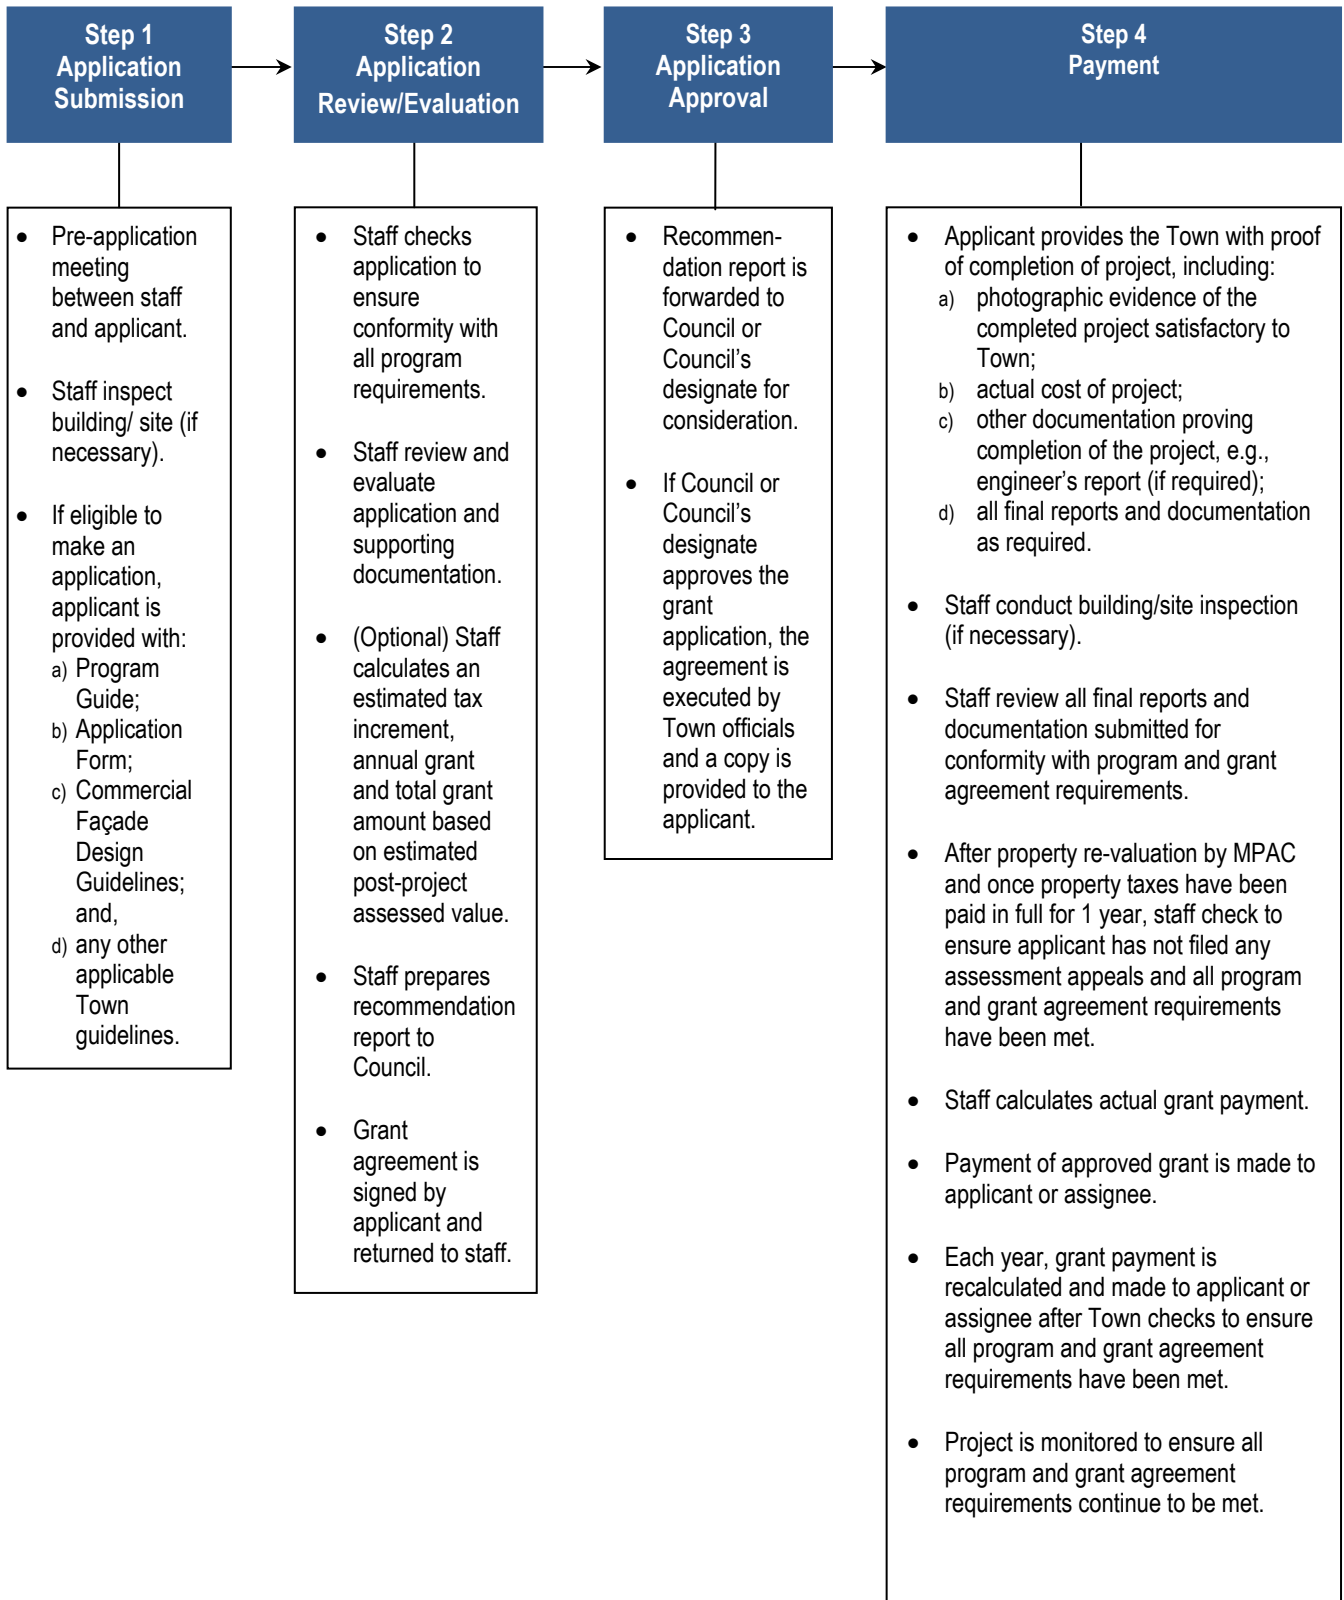 Step 1
Application
Submission
Step 2
Application
Review/Evaluation
Step 3
Application
Approval
Step 4
Payment
• Pre-application
meeting
between staff
and applicant.
• Staff inspect
building/ site (if
necessary).
• If eligible to
make an
application,
applicant is
provided with:
a) Program
Guide;
b) Application
Form;
c) Commercial
Façade
Design
Guidelines;
and,
d) any other
applicable
Town
guidelines.
• Staff checks
application to
ensure
conformity with
all program
requirements.
• Staff review and
evaluate
application and
supporting
documentation.
• (Optional) Staff
calculates an
estimated tax
increment,
annual grant
and total grant
amount based
on estimated
post-project
assessed value.
• Staff prepares
recommendation
report to
Council.
• Grant
agreement is
signed by
applicant and
returned to staff.
• Recommen-
dation report is
forwarded to
Council or
Council’s
designate for
consideration.
• If Council or
Council’s
designate
approves the
grant
application, the
agreement is
executed by
Town officials
and a copy is
provided to the
applicant.
• Applicant provides the Town with proof
of completion of project, including:
a) photographic evidence of the
completed project satisfactory to
Town;
b) actual cost of project;
c) other documentation proving
completion of the project, e.g.,
engineer’s report (if required);
d) all final reports and documentation
as required.
• Staff conduct building/site inspection
(if necessary).
• Staff review all final reports and
documentation submitted for
conformity with program and grant
agreement requirements.
• After property re-valuation by MPAC
and once property taxes have been
paid in full for 1 year, staff check to
ensure applicant has not filed any
assessment appeals and all program
and grant agreement requirements
have been met.
• Staff calculates actual grant payment.
• Payment of approved grant is made to
applicant or assignee.
• Each year, grant payment is
recalculated and made to applicant or
assignee after Town checks to ensure
all program and grant agreement
requirements have been met.
• Project is monitored to ensure all
program and grant agreement
requirements continue to be met.